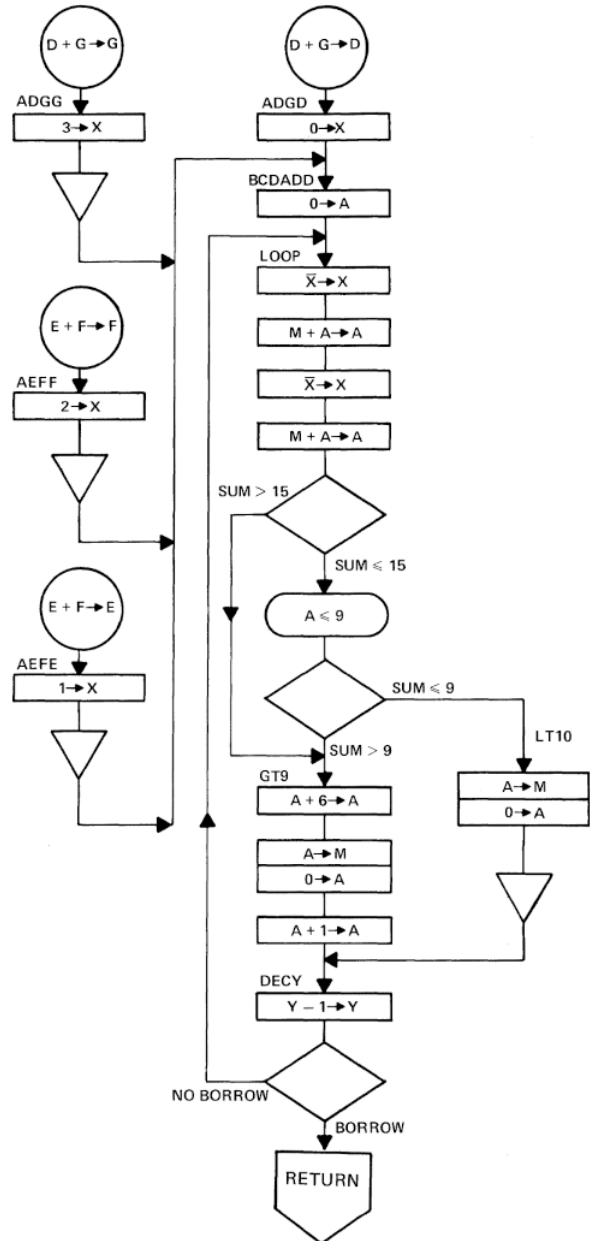 D + G → G
ADGG
3 → X
E + F → F
AEFF
2 → X
E + F → E
AEFE
1 → X
D + G → D
ADGD
0 → X
BCDADD
0 → A
LOOP
X̅ → X
M + A → A
X̅ → X
M + A → A
SUM > 15
SUM ⩽ 15
A ⩽ 9
SUM ⩽ 9
SUM > 9
LT10
A → M
0 → A
GT9
A + 6 → A
A → M
0 → A
A + 1 → A
DECY
Y − 1 → Y
NO BORROW
BORROW
RETURN